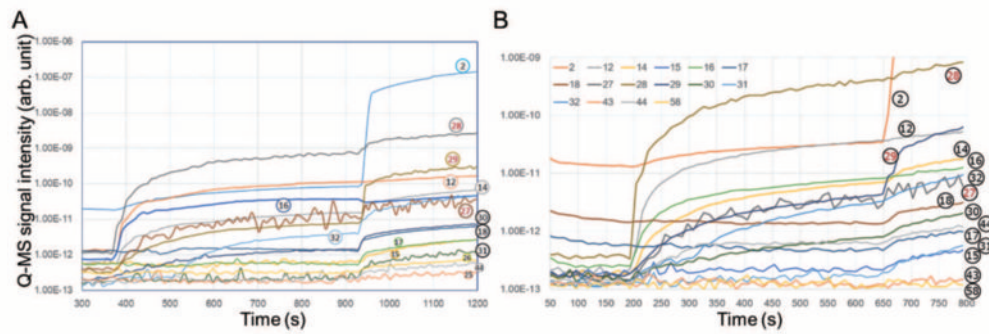 A
B
Q-MS signal intensity (arb. unit)
1.00E-06
1.00E-07
1.00E-08
1.00E-09
1.00E-10
1.00E-11
1.00E-12
1.00E-13
300 400 500 600 700 800 900 1000 1100 1200
Time (s)
2
28
29
12
14
16
27
30
18
32
17
15
31
26
44
1.00E-09
1.00E-10
1.00E-11
1.00E-12
1.00E-13
50 100 150 200 250 300 350 400 450 500 550 600 650 700 750 800
Time (s)
2 12 14 15 16 17
18 27 28 29 30 31
32 43 44 58
28
2
12
14
29
16
27
18
30
44
17
31
15
43
58